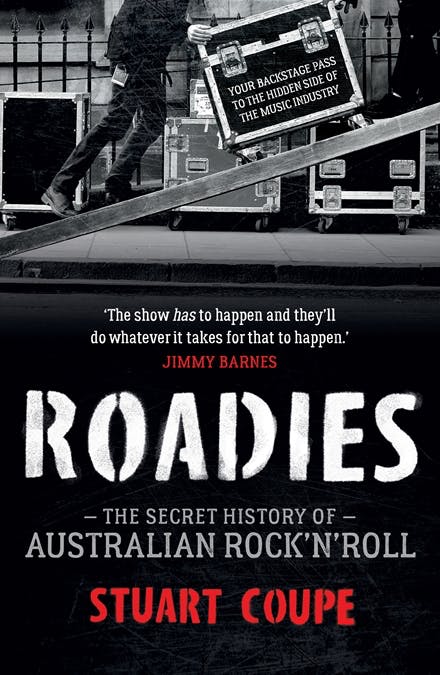 YOUR BACKSTAGE PASS
TO THE HIDDEN SIDE OF
THE MUSIC INDUSTRY
‘The show has to happen and they’ll
do whatever it takes for that to happen.’
JIMMY BARNES
ROADIES
– THE SECRET HISTORY OF –
AUSTRALIAN ROCK’N’ROLL
STUART COUPE